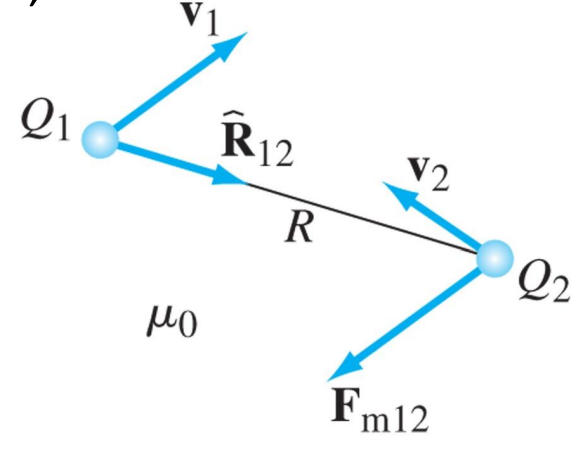 )
v₁
Q₁
R̂₁₂
v₂
R
Q₂
μ₀
Fₘ₁₂